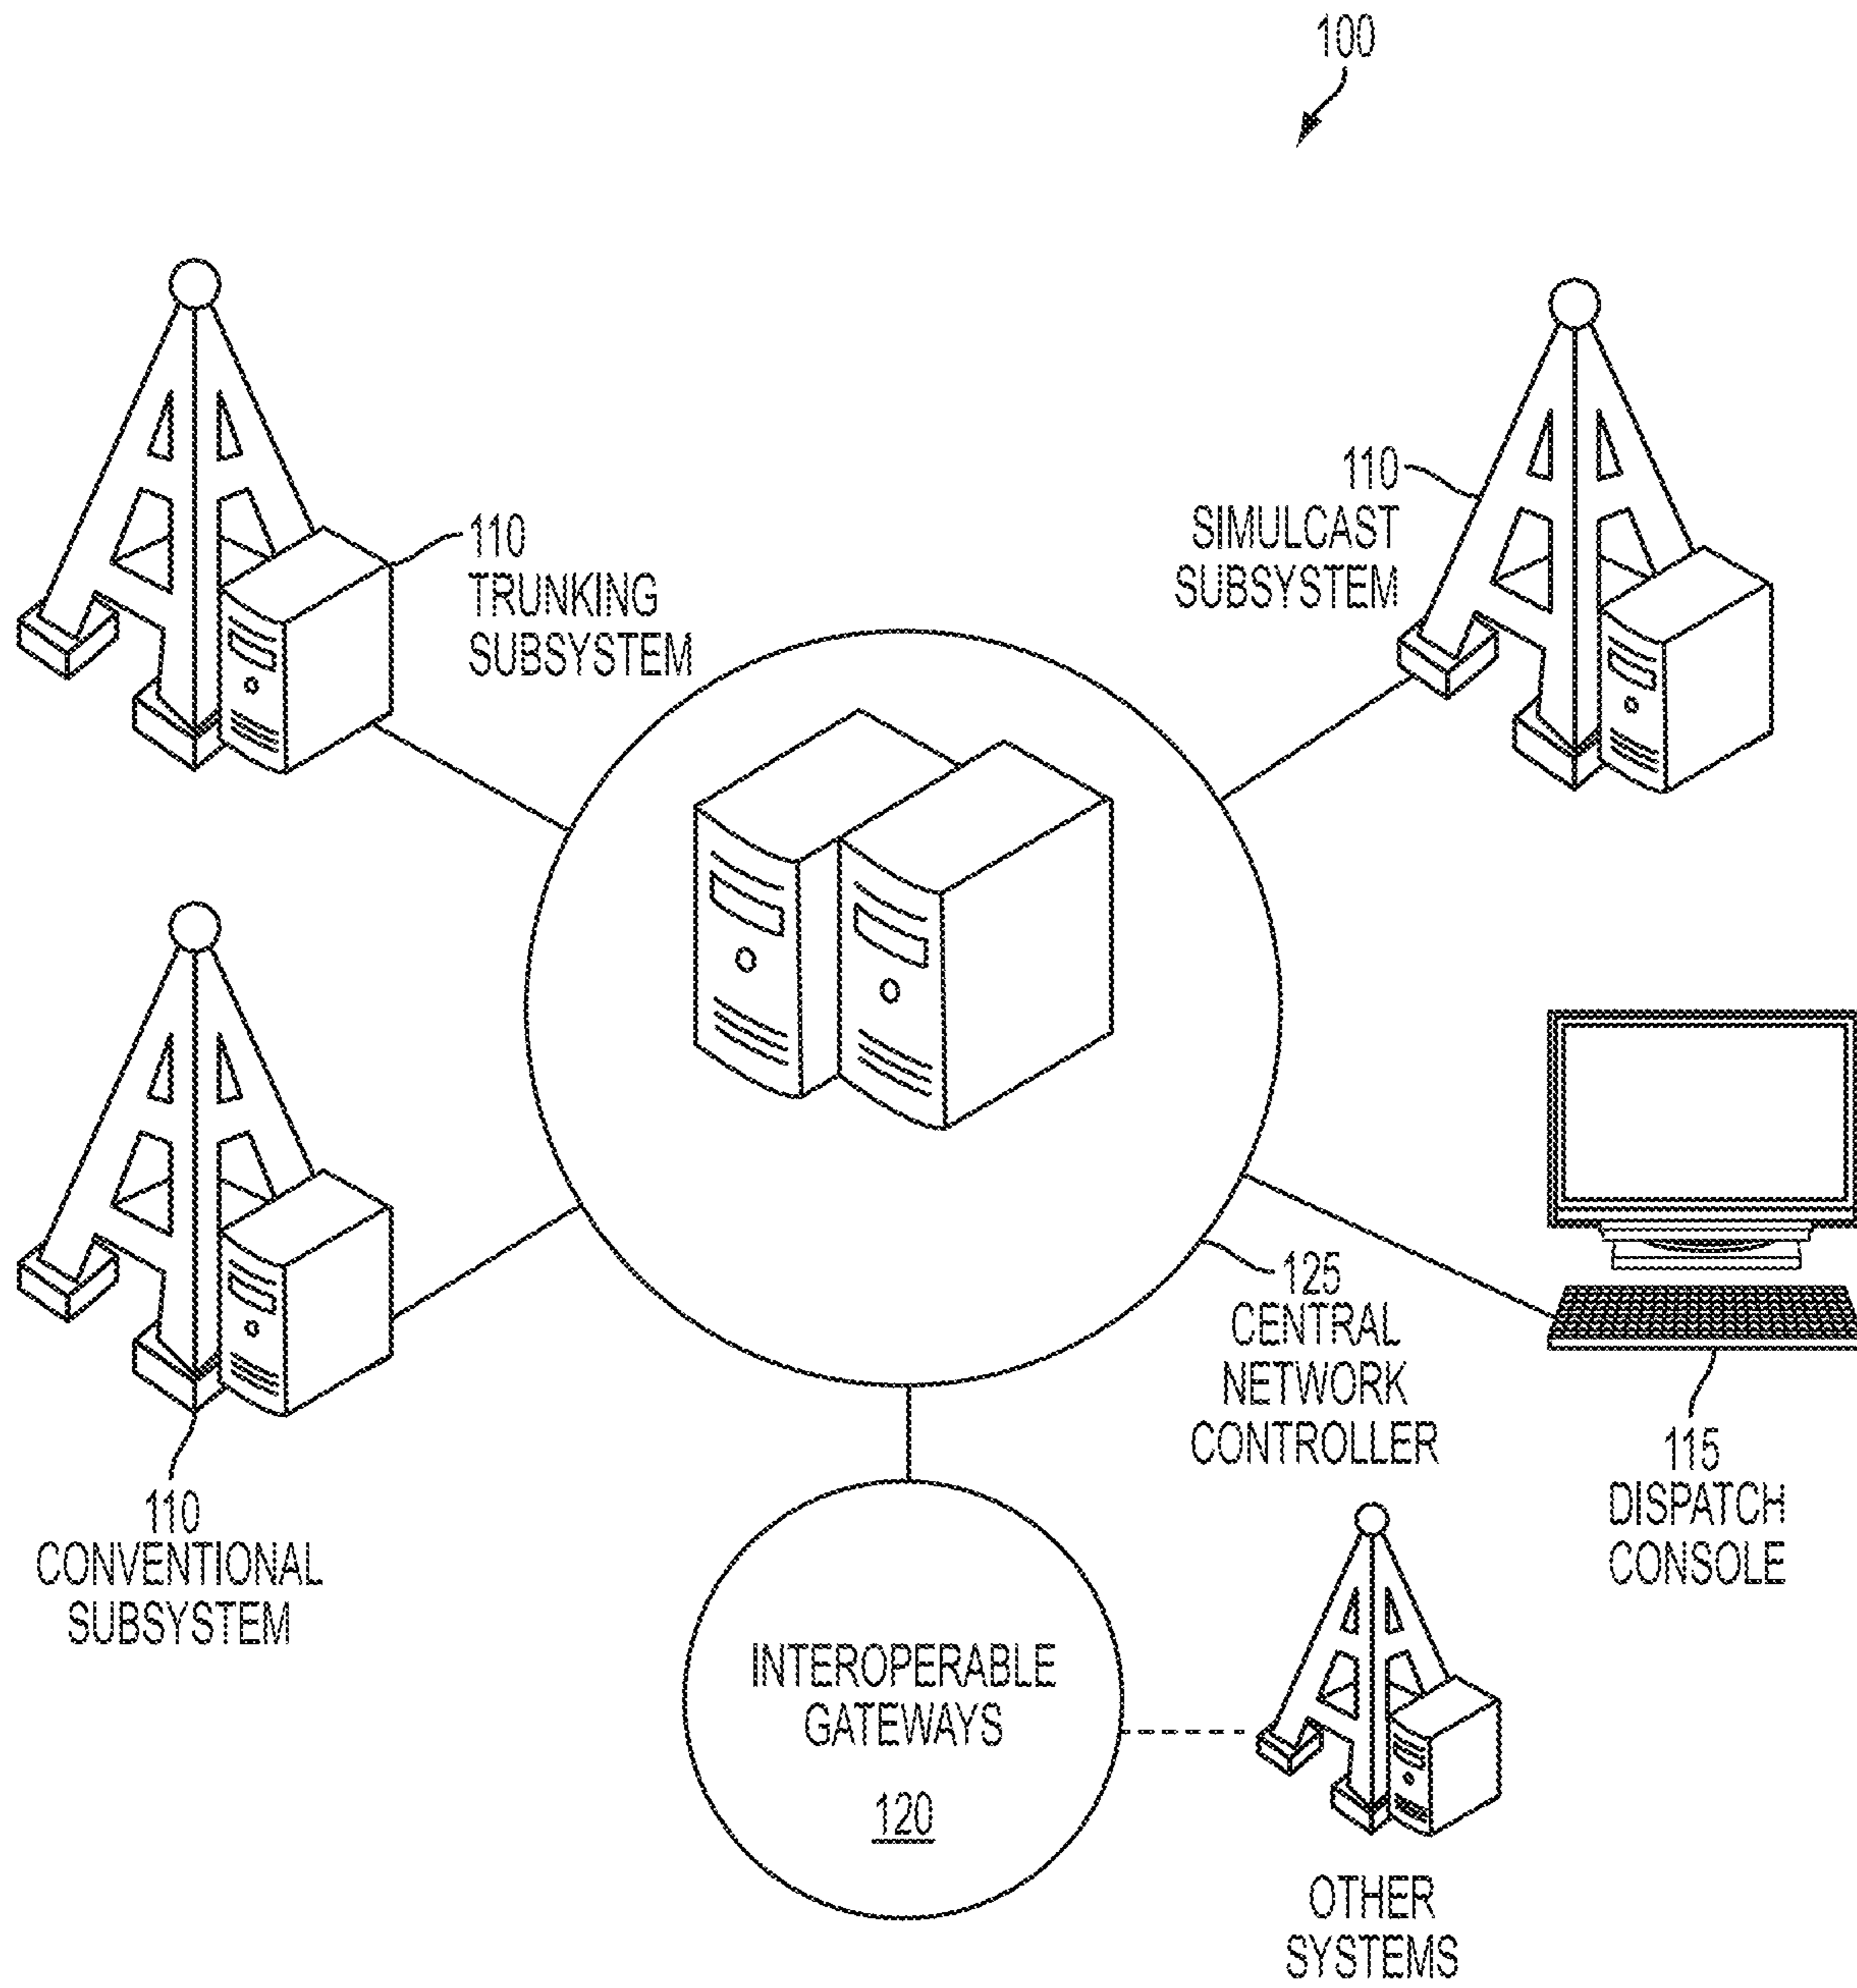 100
110
TRUNKING
SUBSYSTEM
110
SIMULCAST
SUBSYSTEM
125
CENTRAL
NETWORK
CONTROLLER
115
DISPATCH
CONSOLE
110
CONVENTIONAL
SUBSYSTEM
INTEROPERABLE
GATEWAYS
120
OTHER
SYSTEMS